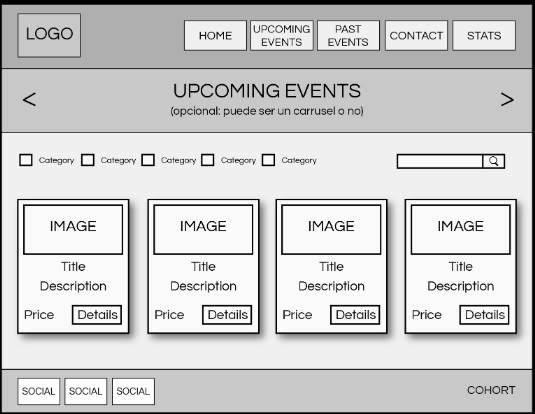 LOGO
HOME
UPCOMING
EVENTS
PAST
EVENTS
CONTACT
STATS
<
UPCOMING EVENTS
(opcional: puede ser un carrusel o no)
>
Category
Category
Category
Category
Category
IMAGE
Title
Description
Price Details
IMAGE
Title
Description
Price Details
IMAGE
Title
Description
Price Details
IMAGE
Title
Description
Price Details
SOCIAL
SOCIAL
SOCIAL
COHORT